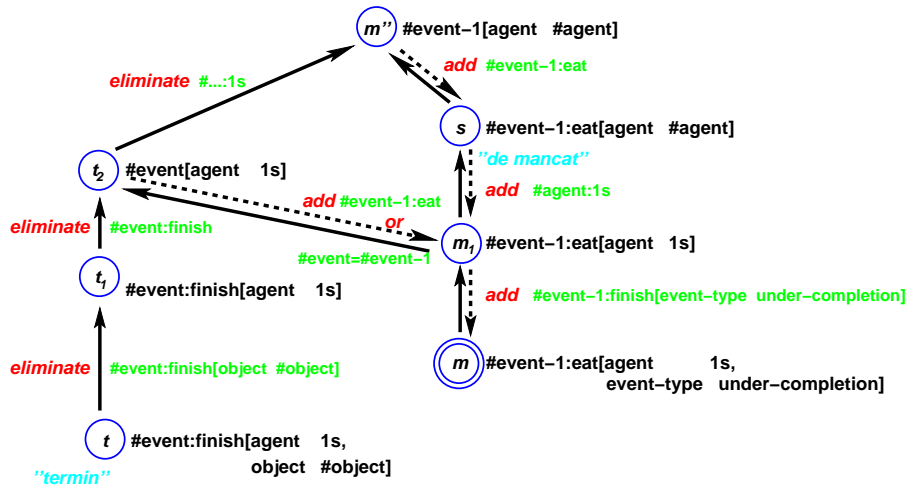 m'' #event−1[agent #agent]
add #event−1:eat
eliminate #...:1s
s #event−1:eat[agent #agent]
"de mancat"
t2 #event[agent 1s]
add #agent:1s
add #event−1:eat
or
eliminate #event:finish
m1 #event−1:eat[agent 1s]
#event=#event−1
t1 #event:finish[agent 1s]
add #event−1:finish[event−type under−completion]
eliminate #event:finish[object #object]
m #event−1:eat[agent 1s,
event−type under−completion]
t #event:finish[agent 1s,
object #object]
"termin"